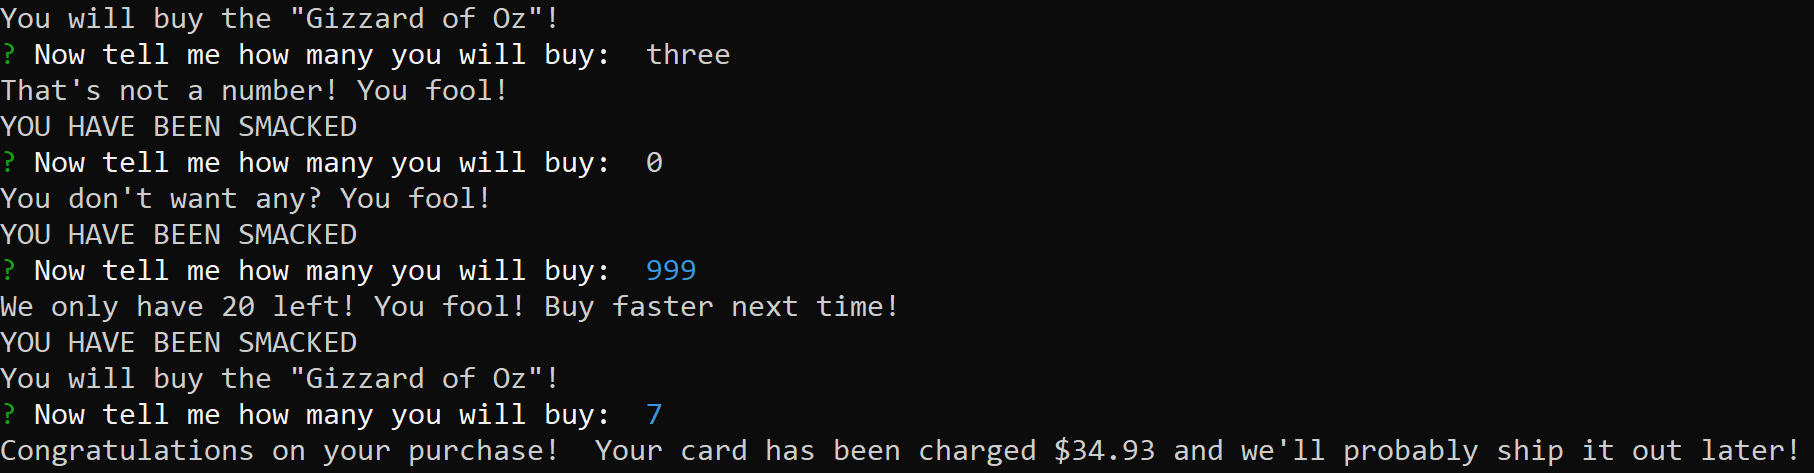 You will buy the "Gizzard of Oz"!
? Now tell me how many you will buy:  three
That's not a number! You fool!
YOU HAVE BEEN SMACKED
? Now tell me how many you will buy:  0
You don't want any? You fool!
YOU HAVE BEEN SMACKED
? Now tell me how many you will buy:  999
We only have 20 left! You fool! Buy faster next time!
YOU HAVE BEEN SMACKED
You will buy the "Gizzard of Oz"!
? Now tell me how many you will buy:  7
Congratulations on your purchase!  Your card has been charged $34.93 and we'll probably ship it out later!